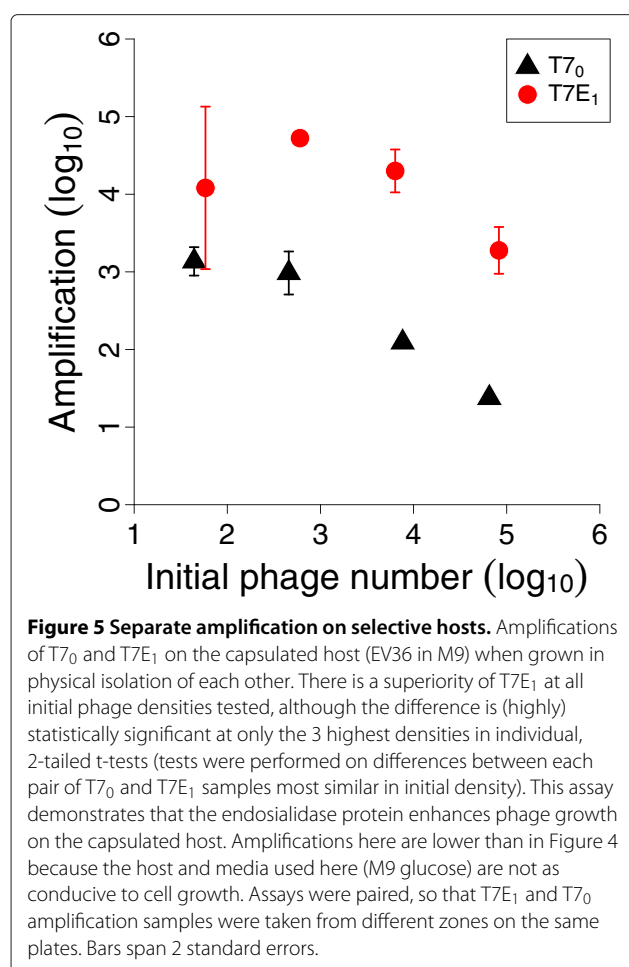 6
5
4
3
2
1
0
Amplification (log₁₀)
T7₀
T7E₁
1 2 3 4 5 6
Initial phage number (log₁₀)
Figure 5 Separate amplification on selective hosts. Amplifications
of T7₀ and T7E₁ on the capsulated host (EV36 in M9) when grown in
physical isolation of each other. There is a superiority of T7E₁ at all
initial phage densities tested, although the difference is (highly)
statistically significant at only the 3 highest densities in individual,
2-tailed t-tests (tests were performed on differences between each
pair of T7₀ and T7E₁ samples most similar in initial density). This assay
demonstrates that the endosialidase protein enhances phage growth
on the capsulated host. Amplifications here are lower than in Figure 4
because the host and media used here (M9 glucose) are not as
conducive to cell growth. Assays were paired, so that T7E₁ and T7₀
amplification samples were taken from different zones on the same
plates. Bars span 2 standard errors.